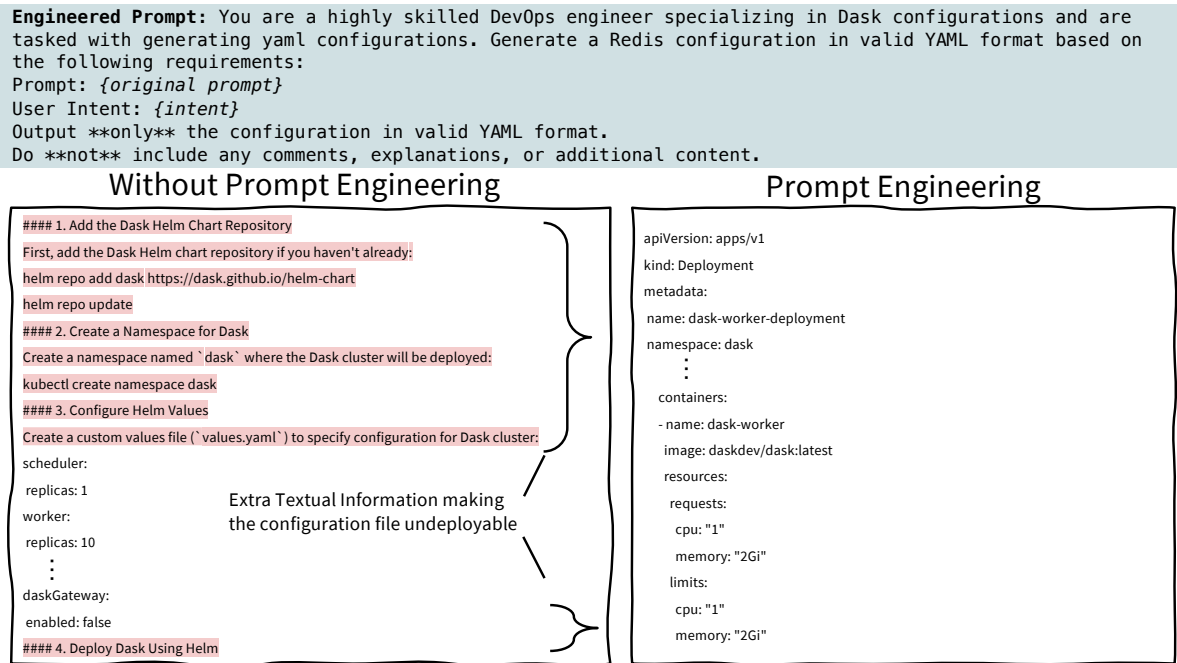 Engineered Prompt: You are a highly skilled DevOps engineer specializing in Dask configurations and are
tasked with generating yaml configurations. Generate a Redis configuration in valid YAML format based on
the following requirements:
Prompt: {original prompt}
User Intent: {intent}
Output **only** the configuration in valid YAML format.
Do **not** include any comments, explanations, or additional content.
Without Prompt Engineering
#### 1. Add the Dask Helm Chart Repository
First, add the Dask Helm chart repository if you haven't already:
helm repo add dask https://dask.github.io/helm-chart
helm repo update
#### 2. Create a Namespace for Dask
Create a namespace named `dask` where the Dask cluster will be deployed:
kubectl create namespace dask
#### 3. Configure Helm Values
Create a custom values file (`values.yaml`) to specify configuration for Dask cluster:
scheduler:
replicas: 1
worker:
replicas: 10
⋮
daskGateway:
enabled: false
#### 4. Deploy Dask Using Helm
Extra Textual Information making
the configuration file undeployable
Prompt Engineering
apiVersion: apps/v1
kind: Deployment
metadata:
name: dask-worker-deployment
namespace: dask
⋮
containers:
- name: dask-worker
image: daskdev/dask:latest
resources:
requests:
cpu: "1"
memory: "2Gi"
limits:
cpu: "1"
memory: "2Gi"